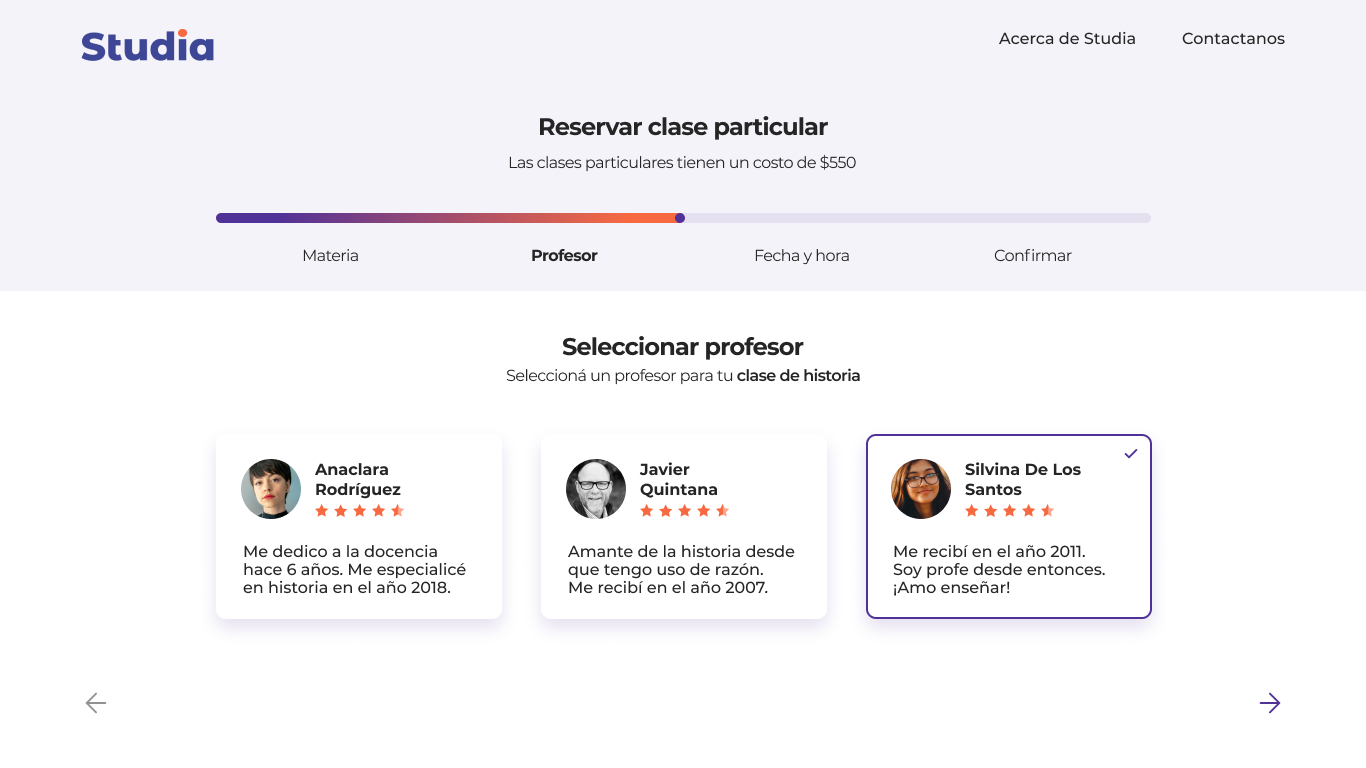 Studia
Acerca de Studia
Contactanos
Reservar clase particular
Las clases particulares tienen un costo de $550
Materia
Profesor
Fecha y hora
Confirmar
Seleccionar profesor
Seleccioná un profesor para tu clase de historia
Anaclara
Rodríguez
Me dedico a la docencia
hace 6 años. Me especialicé
en historia en el año 2018.
Javier
Quintana
Amante de la historia desde
que tengo uso de razón.
Me recibí en el año 2007.
Silvina De Los
Santos
Me recibí en el año 2011.
Soy profe desde entonces.
¡Amo enseñar!